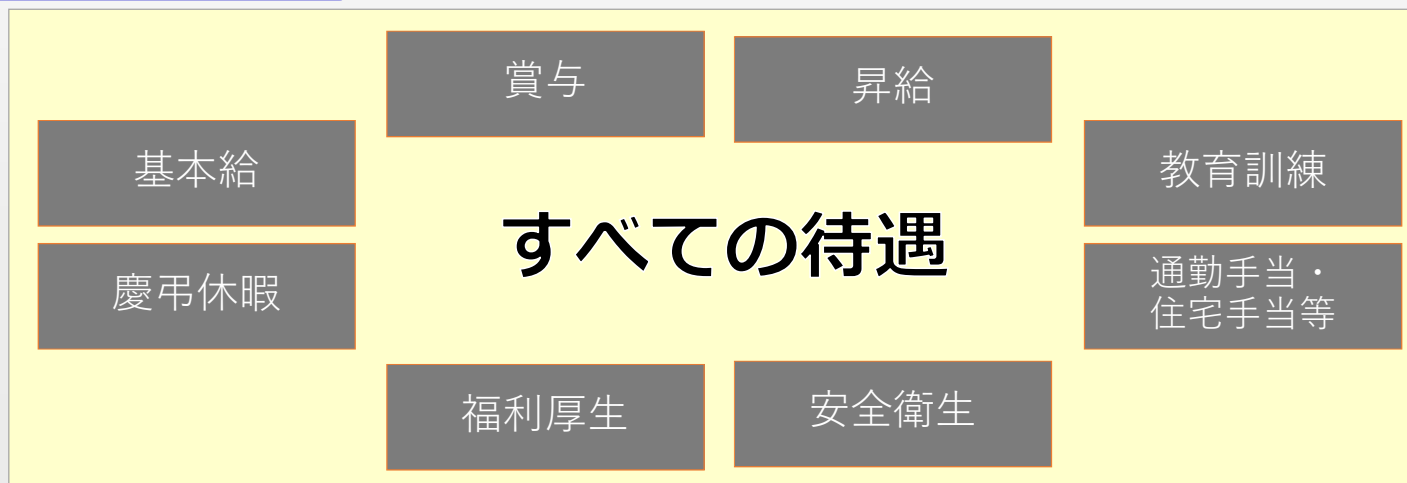 賞与
昇給
基本給
教育訓練
すべての待遇
慶弔休暇
通勤手当・
住宅手当等
福利厚生
安全衛生